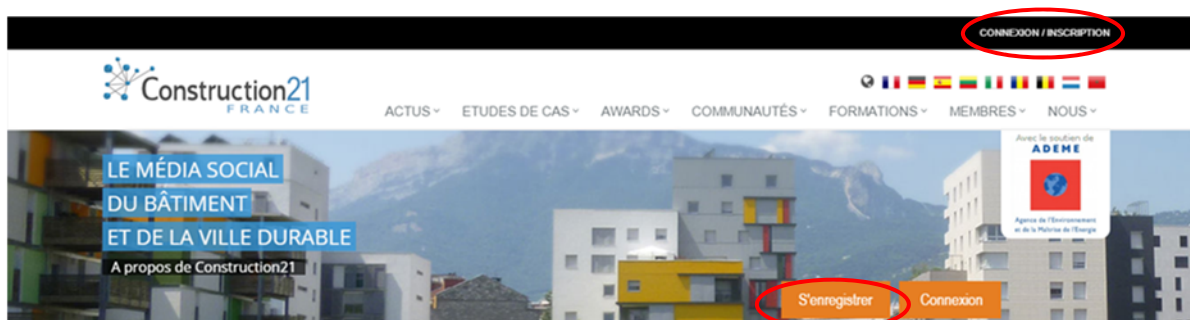 CONNEXION / INSCRIPTION
Construction21
FRANCE
ACTUS ETUDES DE CAS AWARDS COMMUNAUTÉS FORMATIONS MEMBRES NOUS
Avec le soutien de
ADEME
Agence de l'Environnement
et de la Maîtrise de l'Energie
LE MÉDIA SOCIAL
DU BÂTIMENT
ET DE LA VILLE DURABLE
A propos de Construction21
S'enregistrer Connexion